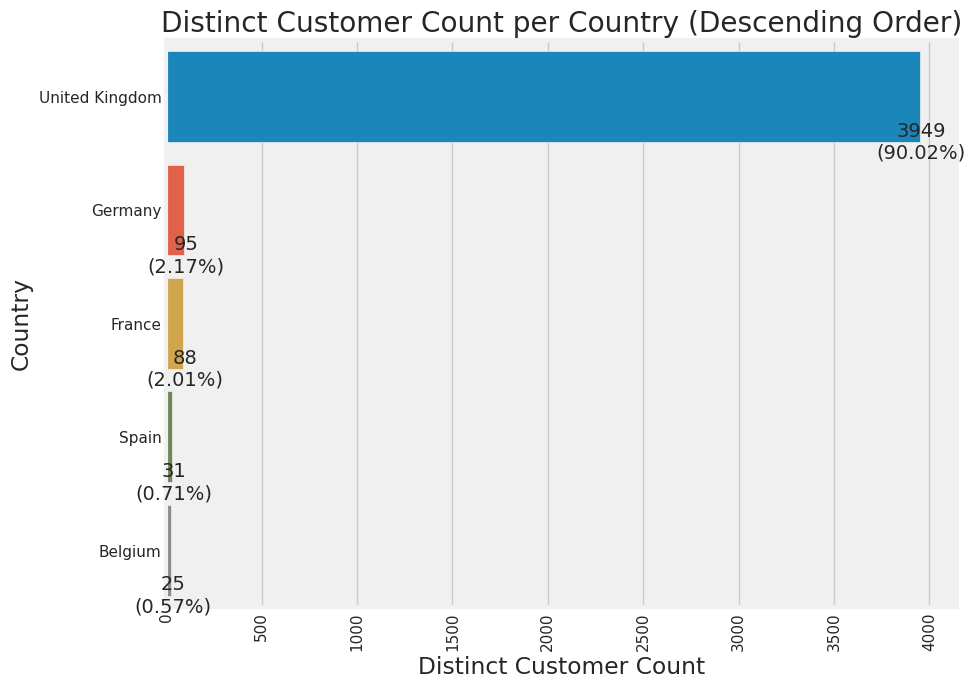 Distinct Customer Count per Country (Descending Order)
Country
United Kingdom
3949
(90.02%)
Germany
95
(2.17%)
France
88
(2.01%)
Spain
31
(0.71%)
Belgium
25
(0.57%)
0
500
1000
1500
2000
2500
3000
3500
4000
Distinct Customer Count